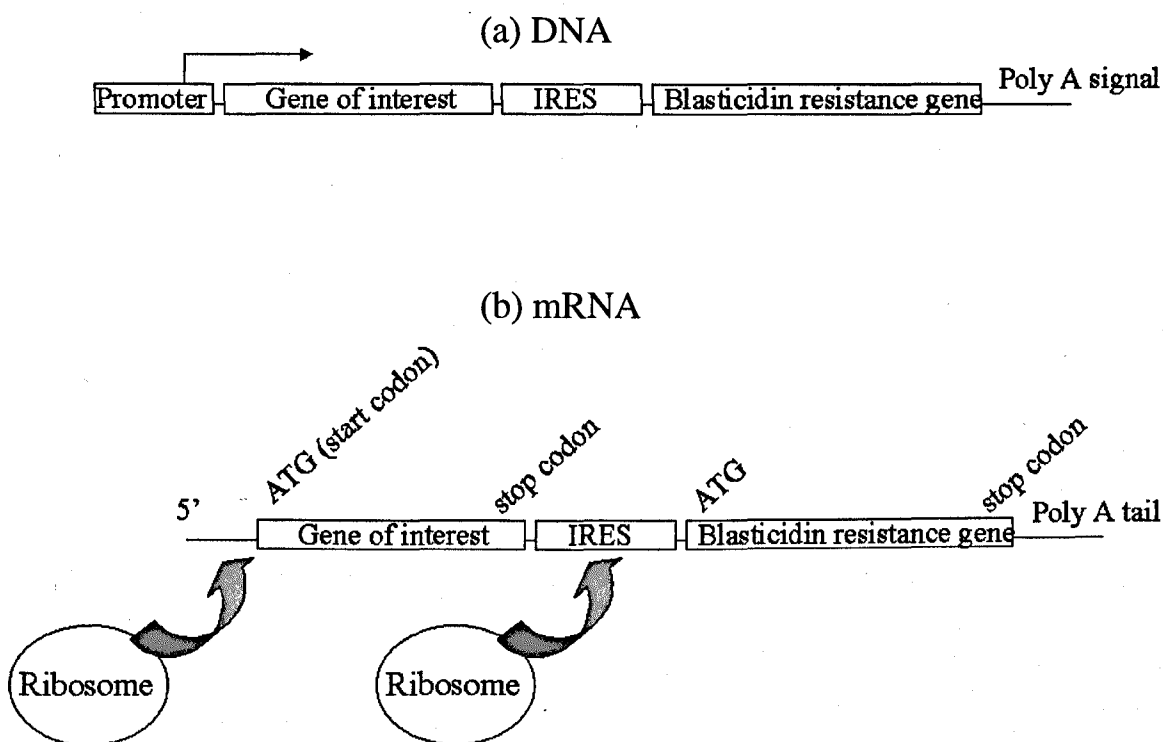 (a) DNA
Promoter Gene of interest IRES Blasticidin resistance gene Poly A signal
(b) mRNA
5' ATG (start codon) stop codon ATG stop codon
Gene of interest IRES Blasticidin resistance gene Poly A tail
Ribosome Ribosome